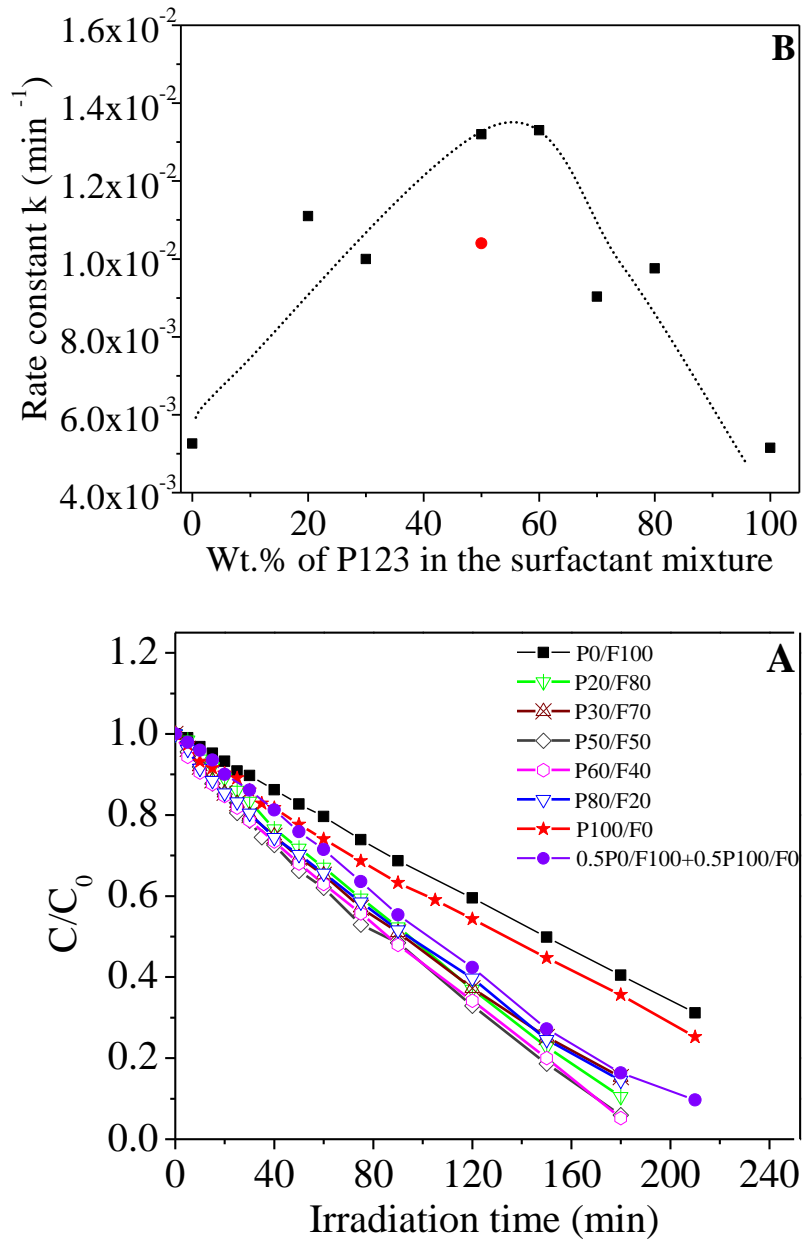 B
1.6x10-2
1.4x10-2
1.2x10-2
1.0x10-2
8.0x10-3
6.0x10-3
4.0x10-3
Rate constant k (min -1)
0 20 40 60 80 100
Wt.% of P123 in the surfactant mixture
A
1.2
1.0
0.8
0.6
0.4
0.2
0.0
C/C0
P0/F100
P20/F80
P30/F70
P50/F50
P60/F40
P80/F20
P100/F0
0.5P0/F100+0.5P100/F0
0 40 80 120 160 200 240
Irradiation time (min)